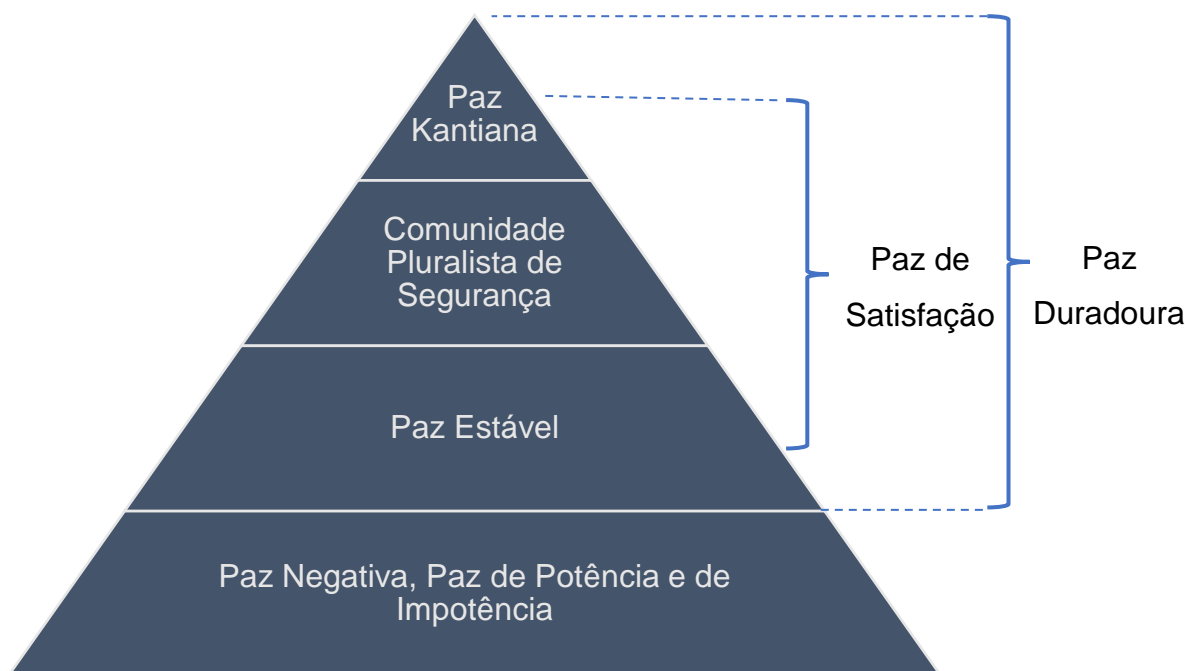 Paz
Kantiana
Comunidade
Pluralista de
Segurança
Paz Estável
Paz Negativa, Paz de Potência e de
Impotência
Paz de
Satisfação
Paz
Duradoura